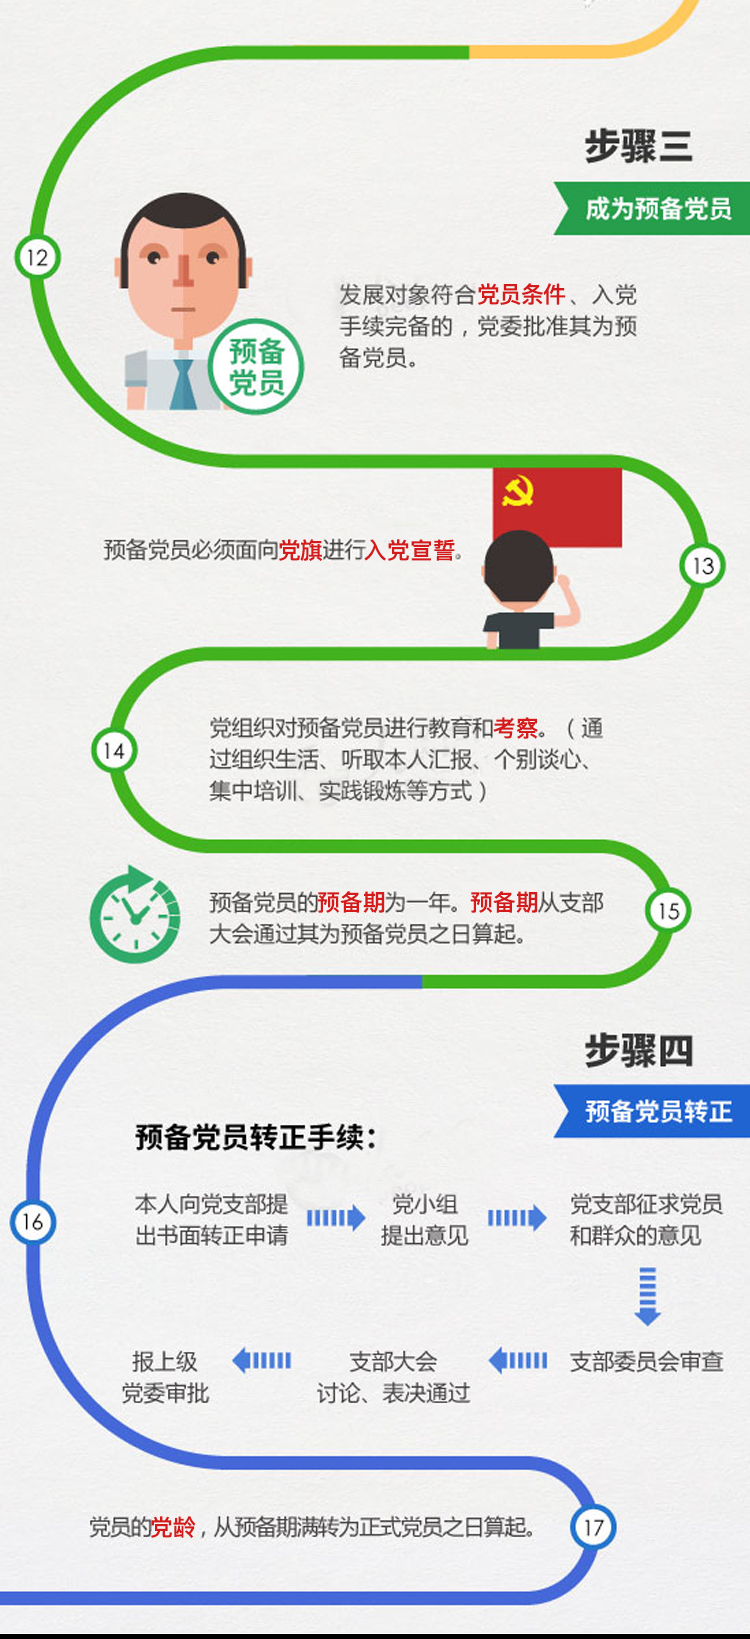 步骤三
成为预备党员
12
预备
党员
发展对象符合党员条件、入党
手续完备的，党委批准其为预
备党员。
预备党员必须面向党旗进行入党宣誓。
13
14
党组织对预备党员进行教育和考察。（通
过组织生活、听取本人汇报、个别谈心、
集中培训、实践锻炼等方式）
预备党员的预备期为一年。预备期从支部
大会通过其为预备党员之日算起。
15
步骤四
预备党员转正
预备党员转正手续：
16
本人向党支部提
出书面转正申请
党小组
提出意见
党支部征求党员
和群众的意见
支部委员会审查
支部大会
讨论、表决通过
报上级
党委审批
党员的党龄，从预备期满转为正式党员之日算起。
17